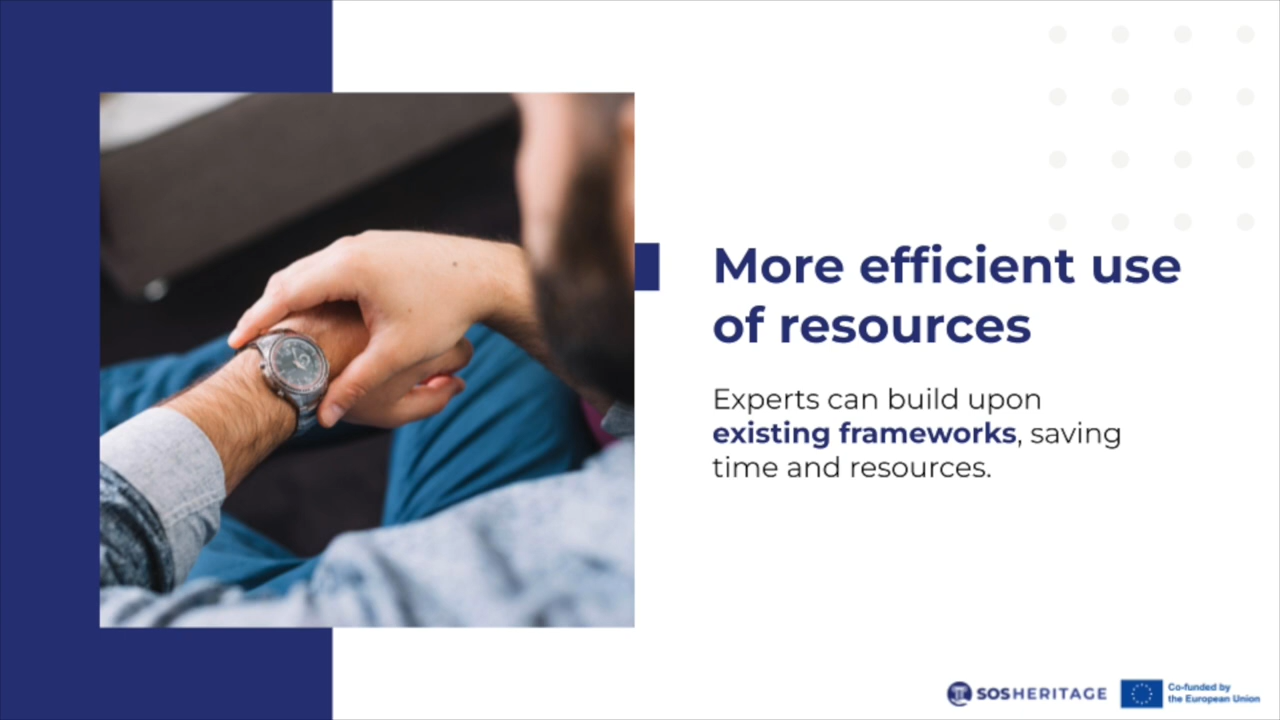 More efficient use
of resources
Experts can build upon
existing frameworks, saving
time and resources.
SOSHERITAGE
Co-funded by
the European Union